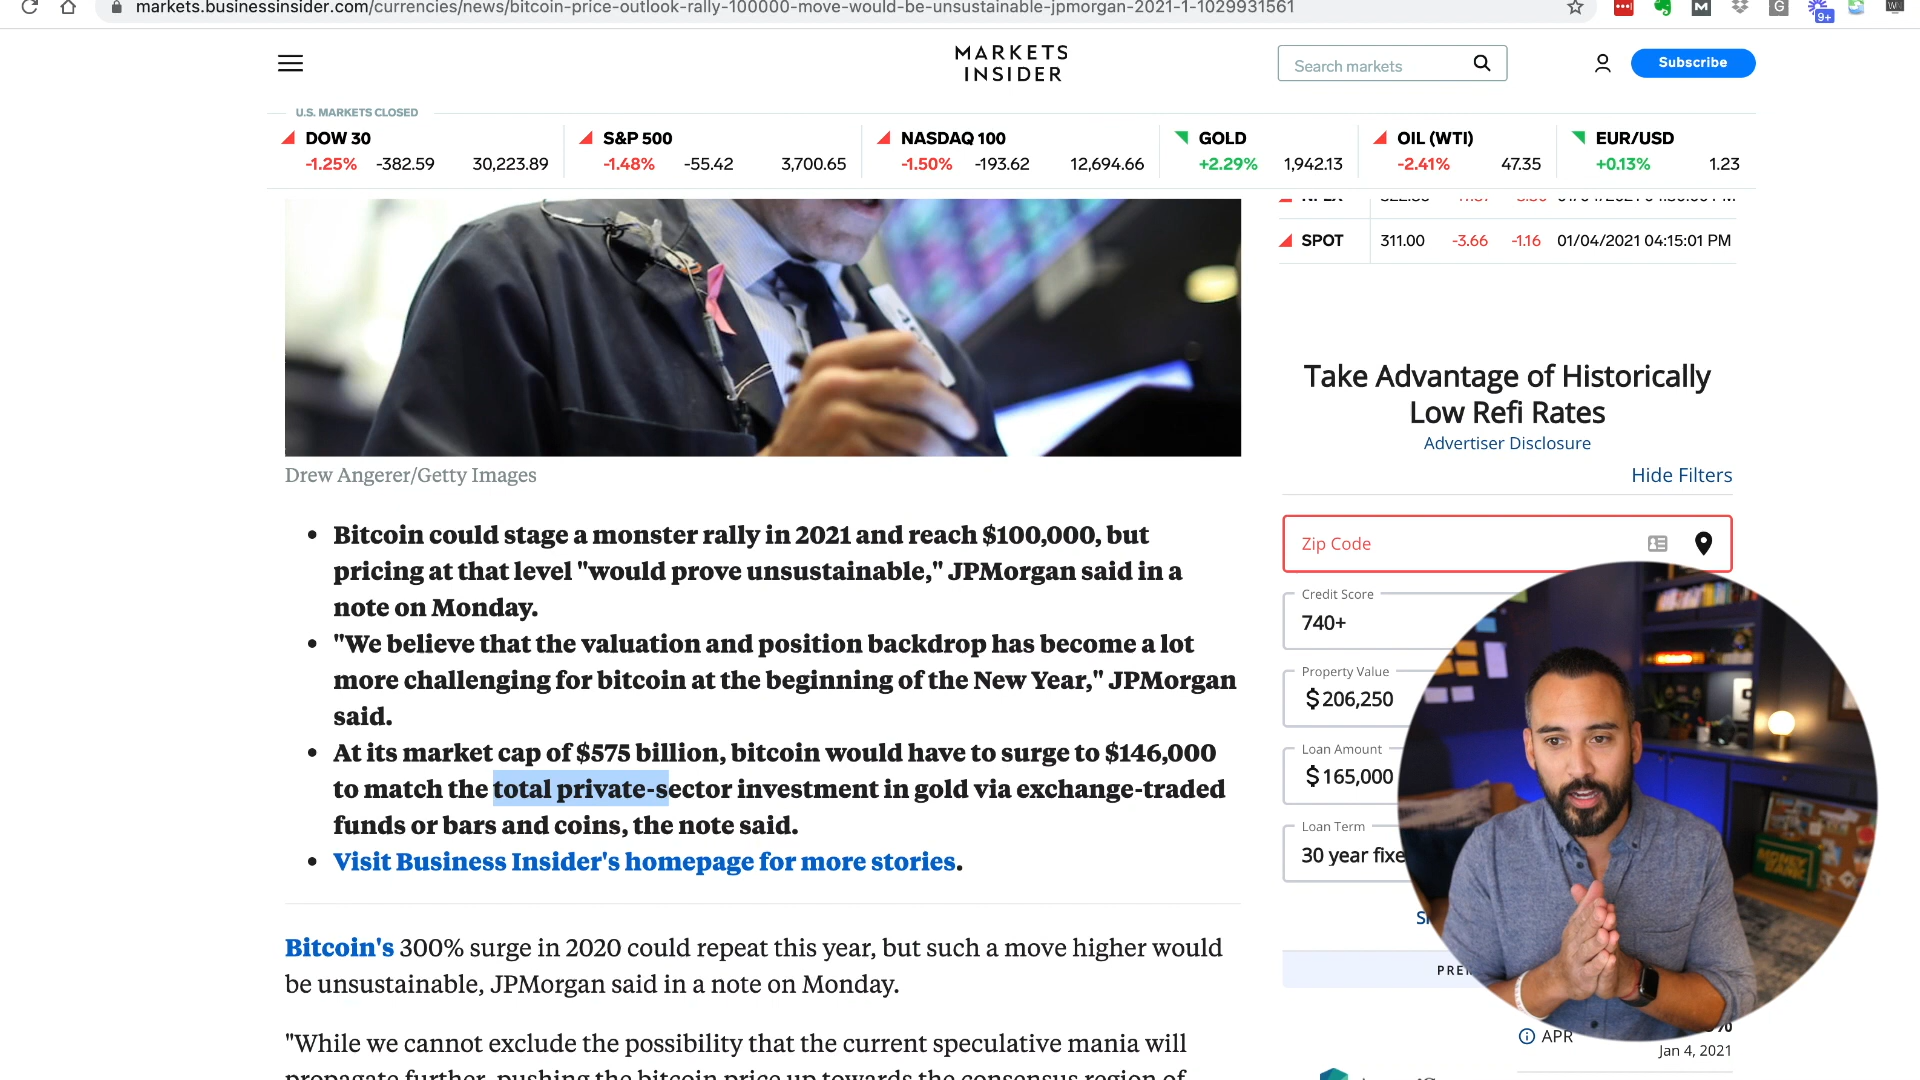 markets.businessinsider.com/currencies/news/bitcoin-price-outlook-rally-100000-move-would-be-unsustainable-jpmorgan-2021-1-1029931561
9+
MARKETS
INSIDER
Search markets
Subscribe
U.S. MARKETS CLOSED
DOW 30
-1.25% -382.59 30,223.89
S&P 500
-1.48% -55.42 3,700.65
NASDAQ 100
-1.50% -193.62 12,694.66
GOLD
+2.29% 1,942.13
OIL (WTI)
-2.41% 47.35
EUR/USD
+0.13% 1.23
SPOT 311.00 -3.66 -1.16 01/04/2021 04:15:01 PM
Drew Angerer/Getty Images
• Bitcoin could stage a monster rally in 2021 and reach $100,000, but
pricing at that level "would prove unsustainable," JPMorgan said in a
note on Monday.
• "We believe that the valuation and position backdrop has become a lot
more challenging for bitcoin at the beginning of the New Year," JPMorgan
said.
• At its market cap of $575 billion, bitcoin would have to surge to $146,000
to match the total private-sector investment in gold via exchange-traded
funds or bars and coins, the note said.
• Visit Business Insider's homepage for more stories.
Bitcoin's 300% surge in 2020 could repeat this year, but such a move higher would
be unsustainable, JPMorgan said in a note on Monday.
"While we cannot exclude the possibility that the current speculative mania will
propagate further, pushing the bitcoin price up towards the consensus region of
Take Advantage of Historically
Low Refi Rates
Advertiser Disclosure
Hide Filters
Zip Code
Credit Score
740+
Property Value
$206,250
Loan Amount
$165,000
Loan Term
30 year fixe
MONEY
APR
Jan 4, 2021